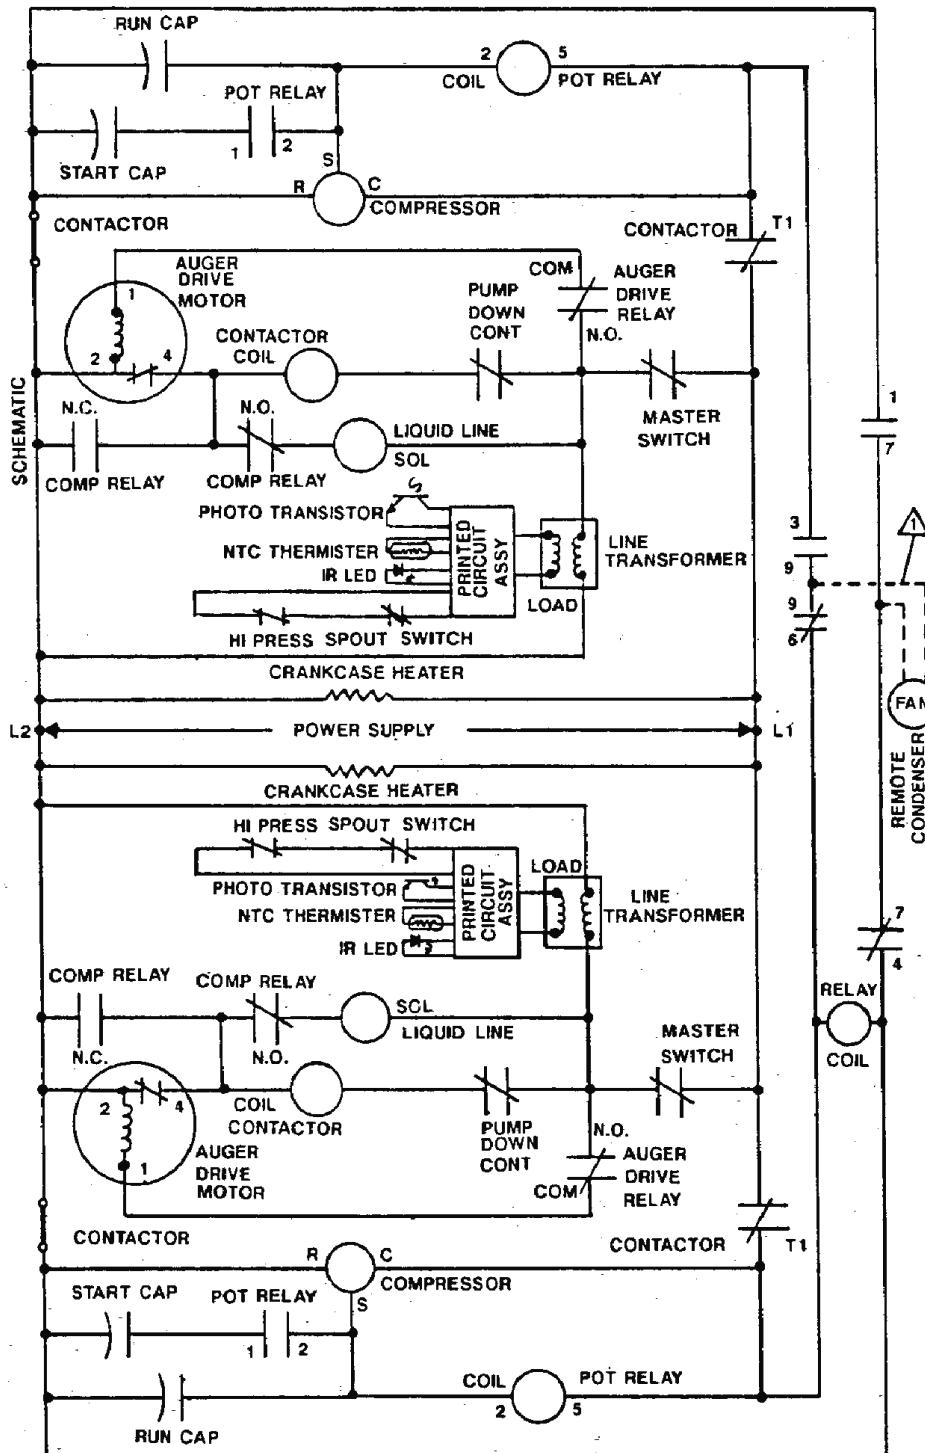 RUN CAP
2 5
COIL POT RELAY
POT RELAY
1 2
START CAP
S
R C
COMPRESSOR
CONTACTOR
CONTACTOR T1
AUGER
DRIVE
MOTOR
1
2 4
COM
AUGER
DRIVE
RELAY
N.O.
PUMP
DOWN
CONT
CONTACTOR
COIL
MASTER
SWITCH
SCHEMATIC
N.C.
COMP RELAY
N.O.
COMP RELAY
LIQUID LINE
SOL
1
7
PHOTO TRANSISTOR
NTC THERMISTER
IR LED
PRINTED
CIRCUIT
ASSY
LINE
TRANSFORMER
LOAD
HI PRESS SPOUT SWITCH
3
9
9
6
1
CRANKCASE HEATER
L2 POWER SUPPLY L1
FAN
REMOTE
CONDENSER
CRANKCASE HEATER
HI PRESS SPOUT SWITCH
PHOTO TRANSISTOR
NTC THERMISTER
IR LED
PRINTED
CIRCUIT
ASSY
LOAD
LINE
TRANSFORMER
7
4
COMP RELAY
N.C.
COMP RELAY
N.O.
SOL
LIQUID LINE
MASTER
SWITCH
RELAY
COIL
2 4
1
AUGER
DRIVE
MOTOR
COIL
CONTACTOR
PUMP
DOWN
CONT
N.O.
AUGER
DRIVE
RELAY
COM
CONTACTOR
CONTACTOR T1
R C
COMPRESSOR
S
START CAP
POT RELAY
1 2
COIL POT RELAY
2 5
RUN CAP